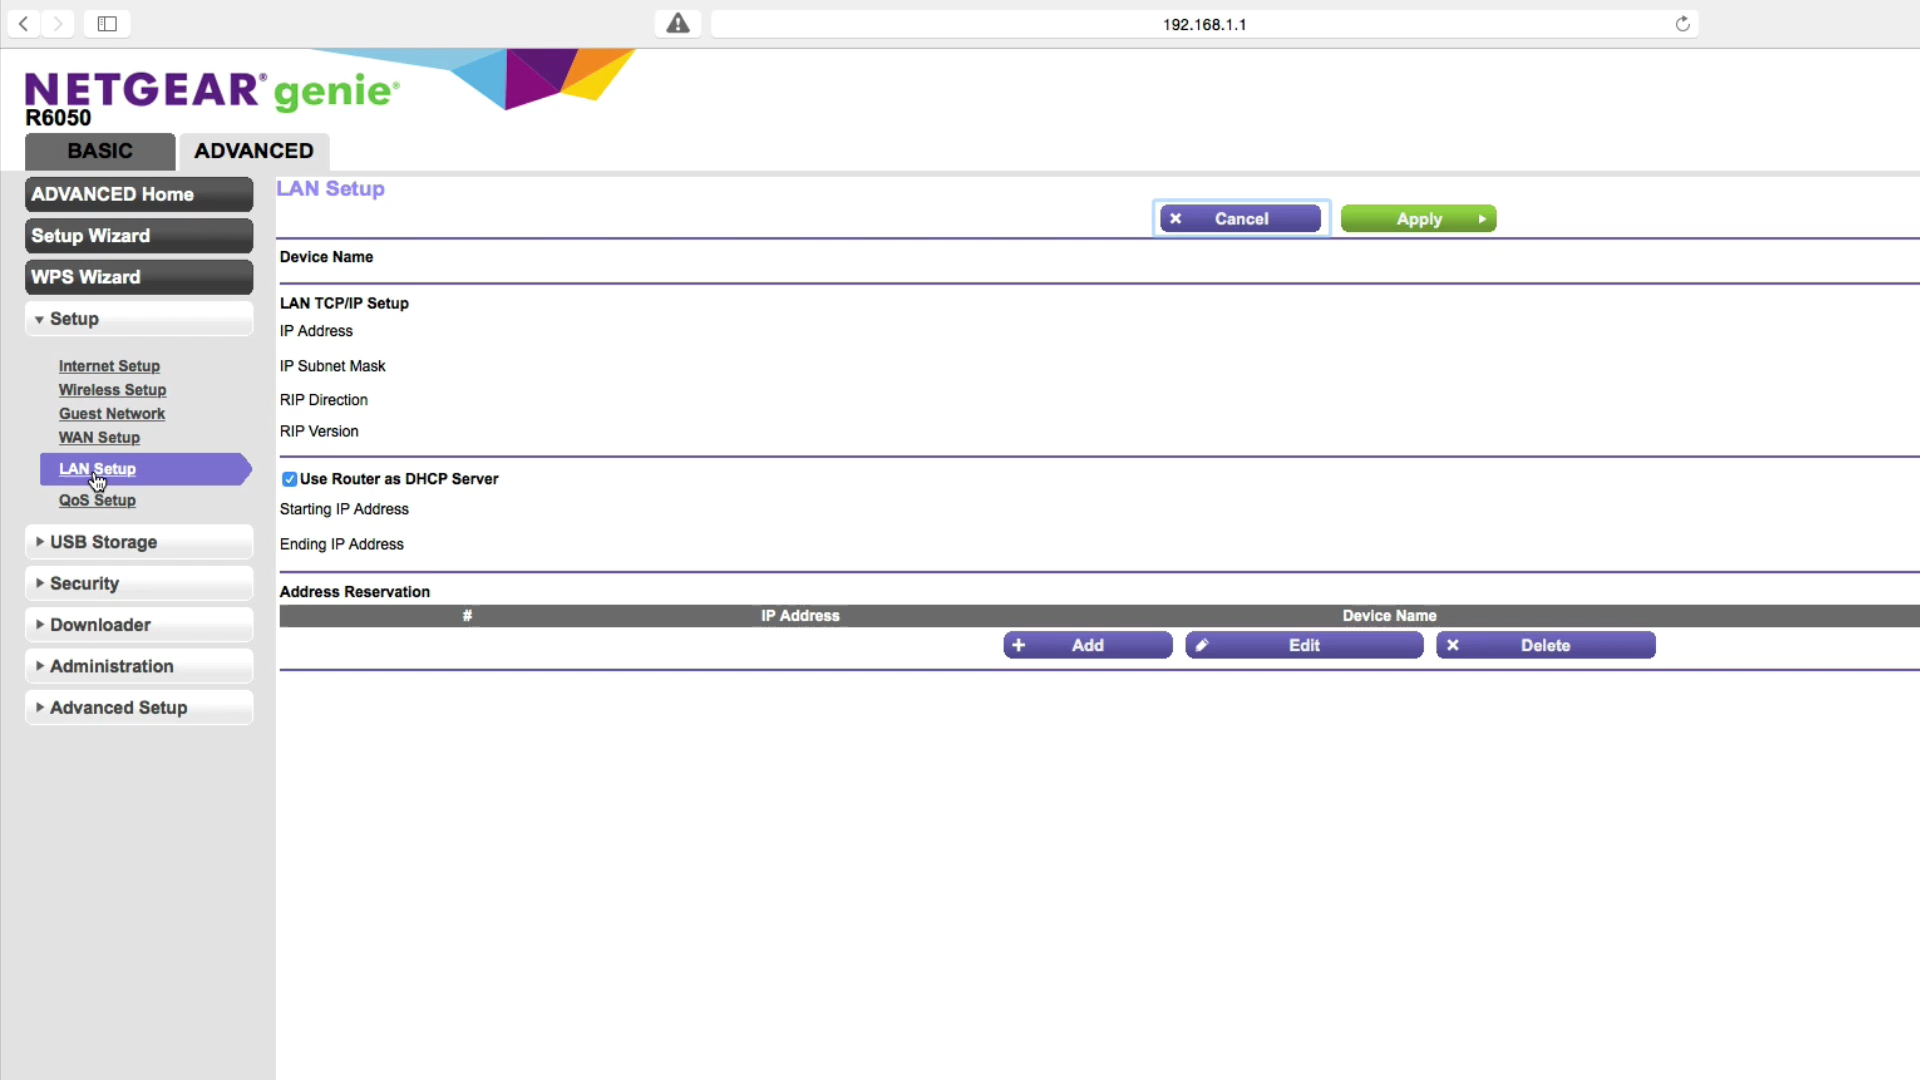 192.168.1.1
NETGEAR® genie®
R6050
BASIC ADVANCED
ADVANCED Home
Setup Wizard
WPS Wizard
Setup
Internet Setup
Wireless Setup
Guest Network
WAN Setup
LAN Setup
QoS Setup
USB Storage
Security
Downloader
Administration
Advanced Setup
LAN Setup
Cancel Apply
Device Name
LAN TCP/IP Setup
IP Address
IP Subnet Mask
RIP Direction
RIP Version
Use Router as DHCP Server
Starting IP Address
Ending IP Address
Address Reservation
# IP Address Device Name
Add Edit Delete